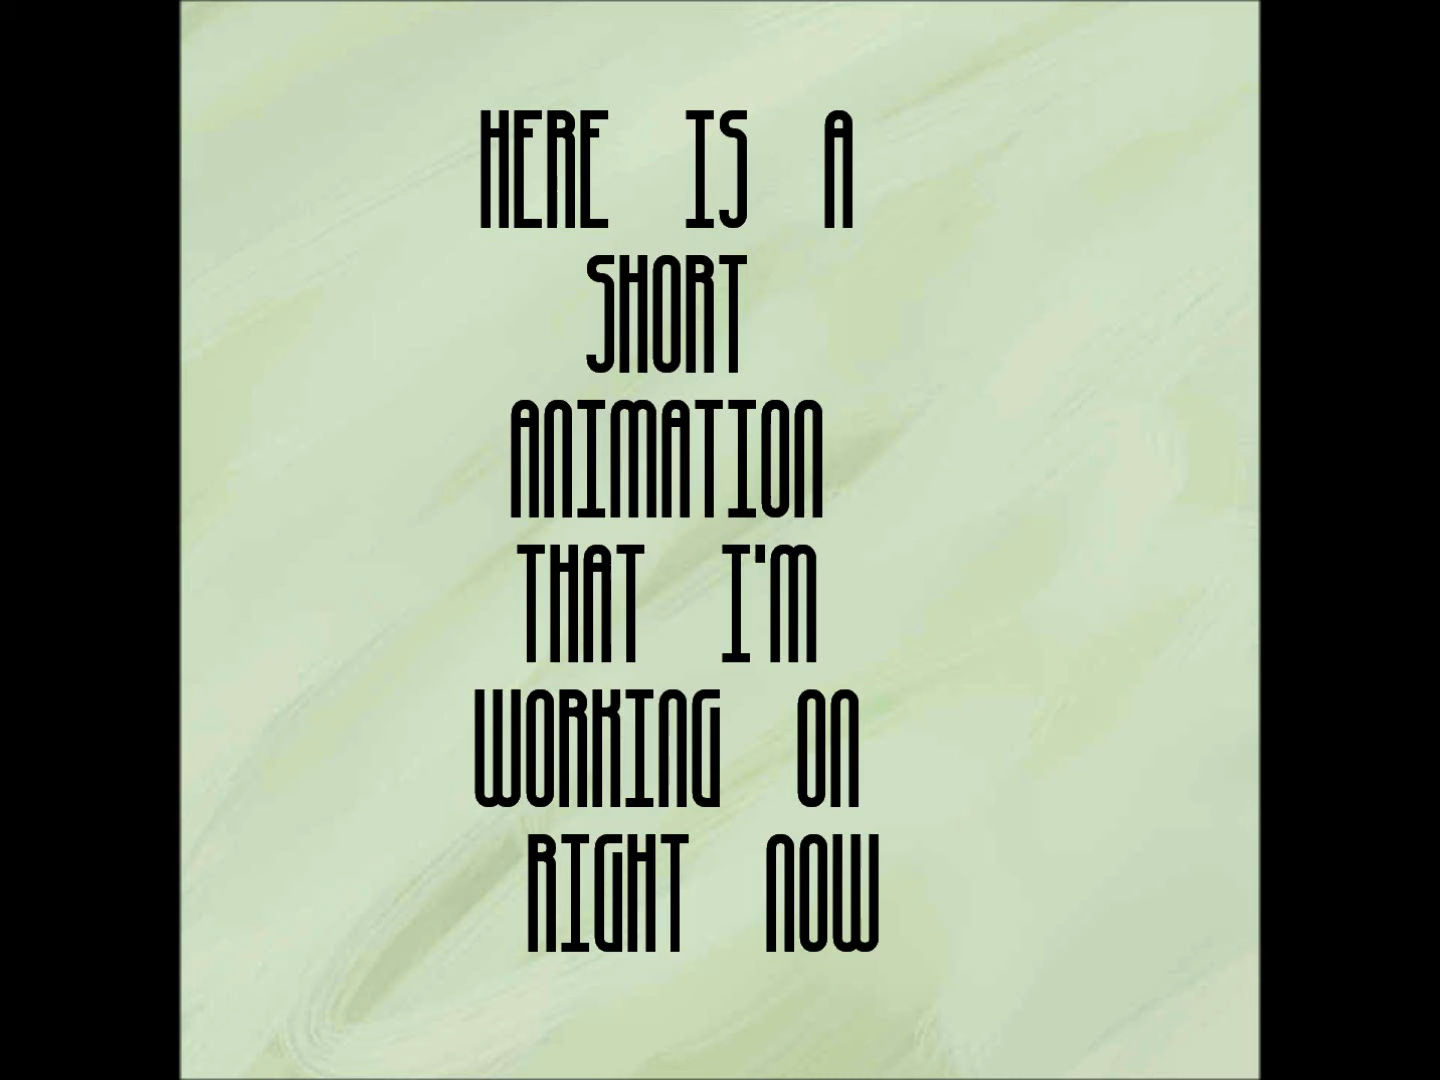 HERE IS A
SHORT
ANIMATION
THAT I'M
WORKING ON
RIGHT NOW